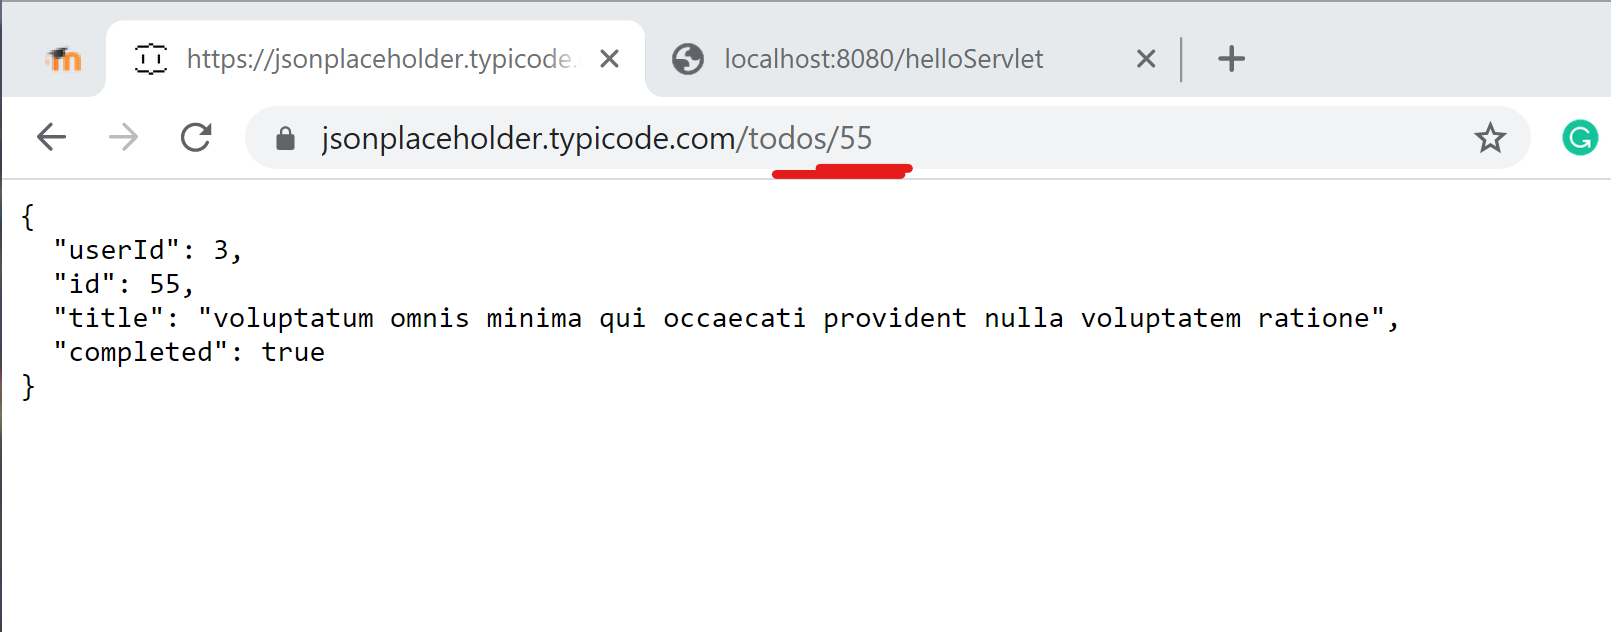 https://jsonplaceholder.typicode.
localhost:8080/helloServlet
jsonplaceholder.typicode.com/todos/55
{
  "userId": 3,
  "id": 55,
  "title": "voluptatum omnis minima qui occaecati provident nulla voluptatem ratione",
  "completed": true
}